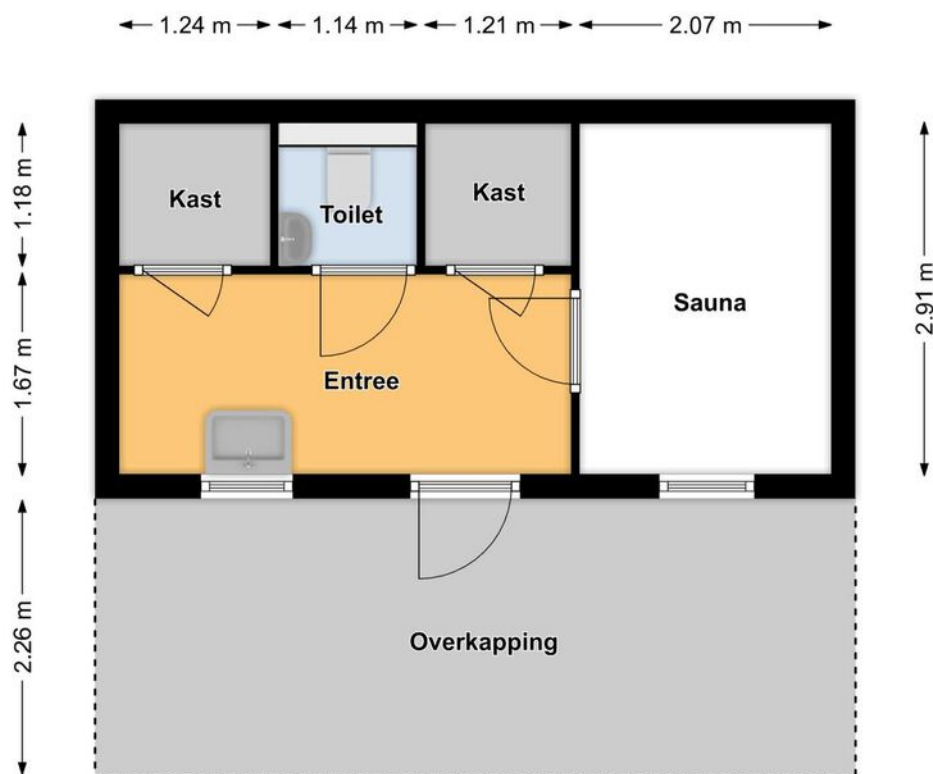 1.24 m
1.14 m
1.21 m
2.07 m
1.18 m
1.67 m
2.26 m
2.91 m
Kast
Toilet
Kast
Sauna
Entree
Overkapping